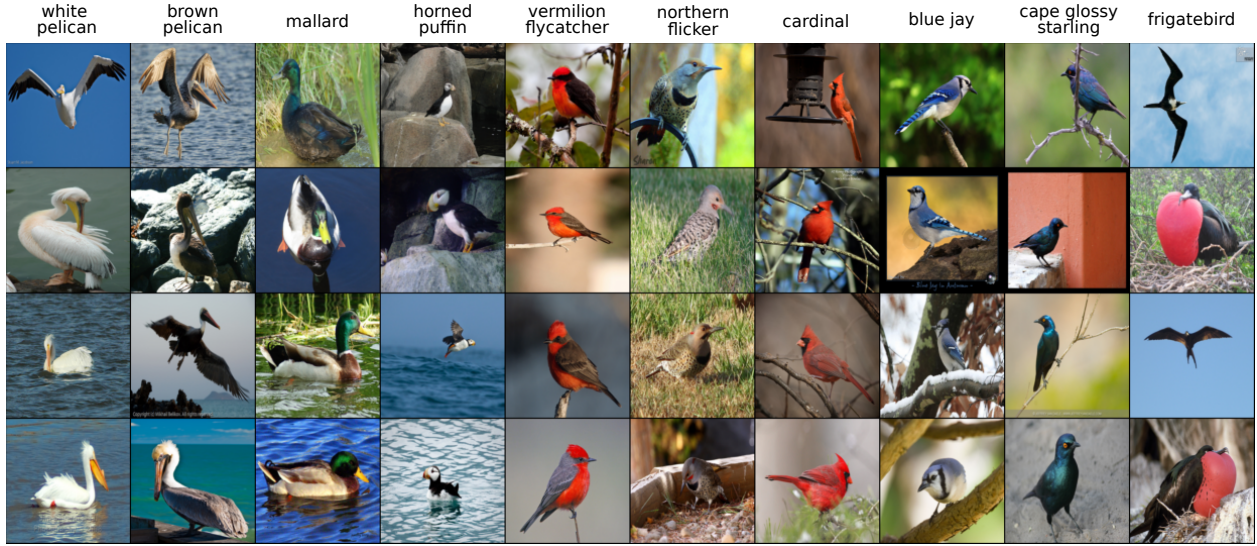 white
pelican
brown
pelican
mallard
horned
puffin
vermilion
flycatcher
northern
flicker
cardinal
blue jay
cape glossy
starling
frigatebird